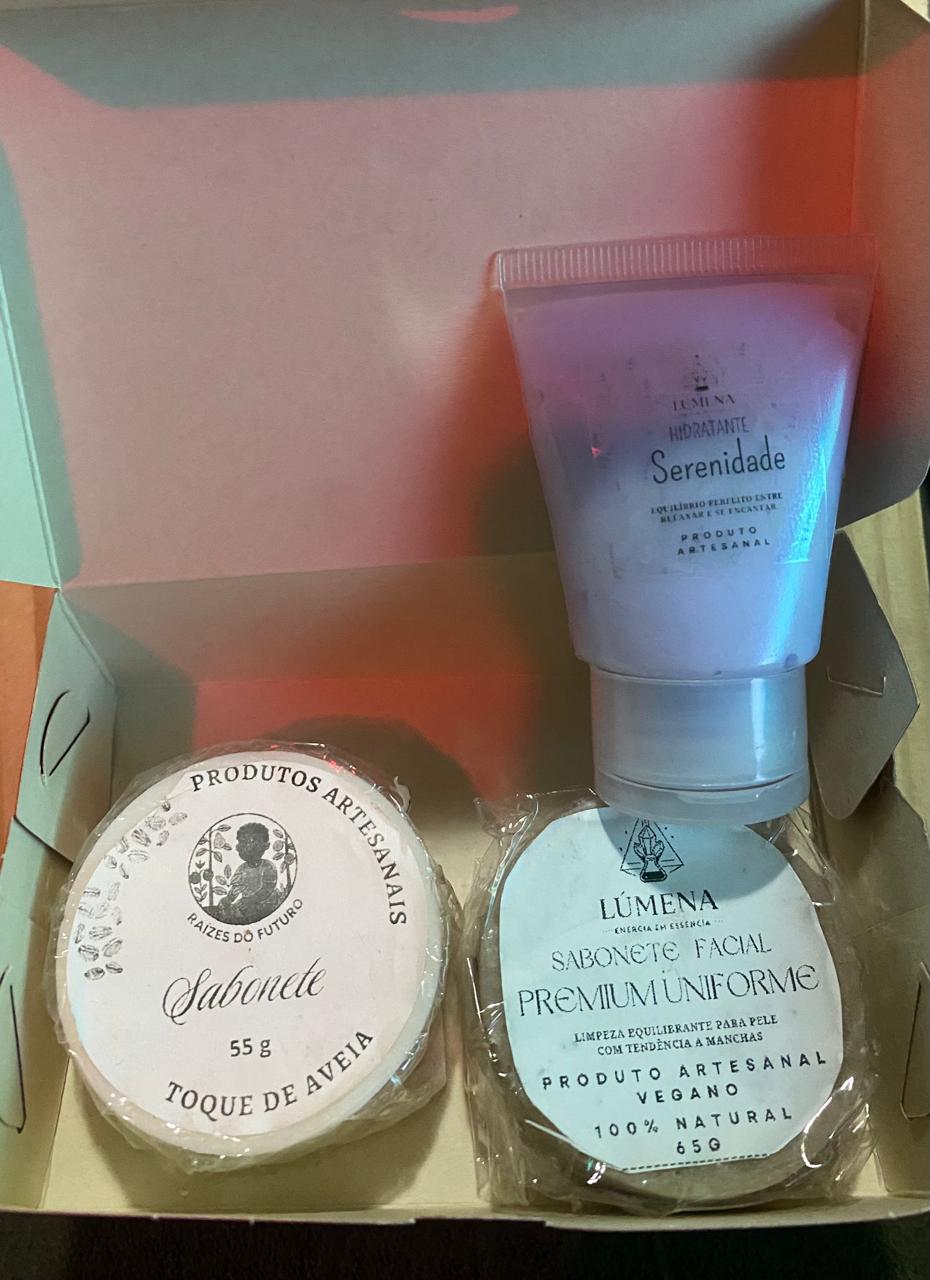 LUMENA
HIDRATANTE
Serenidade
EQUILÍBRIO PERFEITO ENTRE
RELAXAR E SE ENCANTAR
PRODUTO
ARTESANAL
PRODUTOS ARTESANAIS
RAIZES DO FUTURO
Sabonete
55 g
TOQUE DE AVEIA
LÚMENA
ENERGIA EM ESSÊNCIA
SABONETE FACIAL
PREMIUM UNIFORME
LIMPEZA EQUILIBRANTE PARA PELE
COM TENDÊNCIA A MANCHAS
PRODUTO ARTESANAL
VEGANO
100% NATURAL
65G